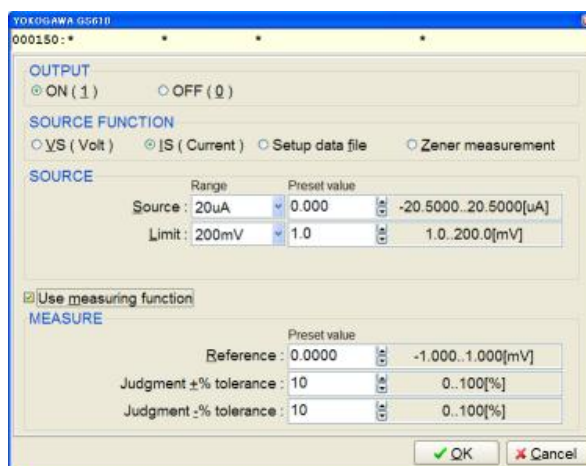 YOKOGAWA GS610
000150:* * * *
OUTPUT
ON ( 1 ) OFF ( 0 )
SOURCE FUNCTION
VS ( Volt ) IS ( Current ) Setup data file Zener measurement
SOURCE
Range Preset value
Source : 20uA 0.000 -20.5000..20.5000[uA]
Limit : 200mV 1.0 1.0..200.0[mV]
Use measuring function
MEASURE
Preset value
Reference : 0.0000 -1.000..1.000[mV]
Judgment +% tolerance : 10 0..100[%]
Judgment -% tolerance : 10 0..100[%]
OK Cancel